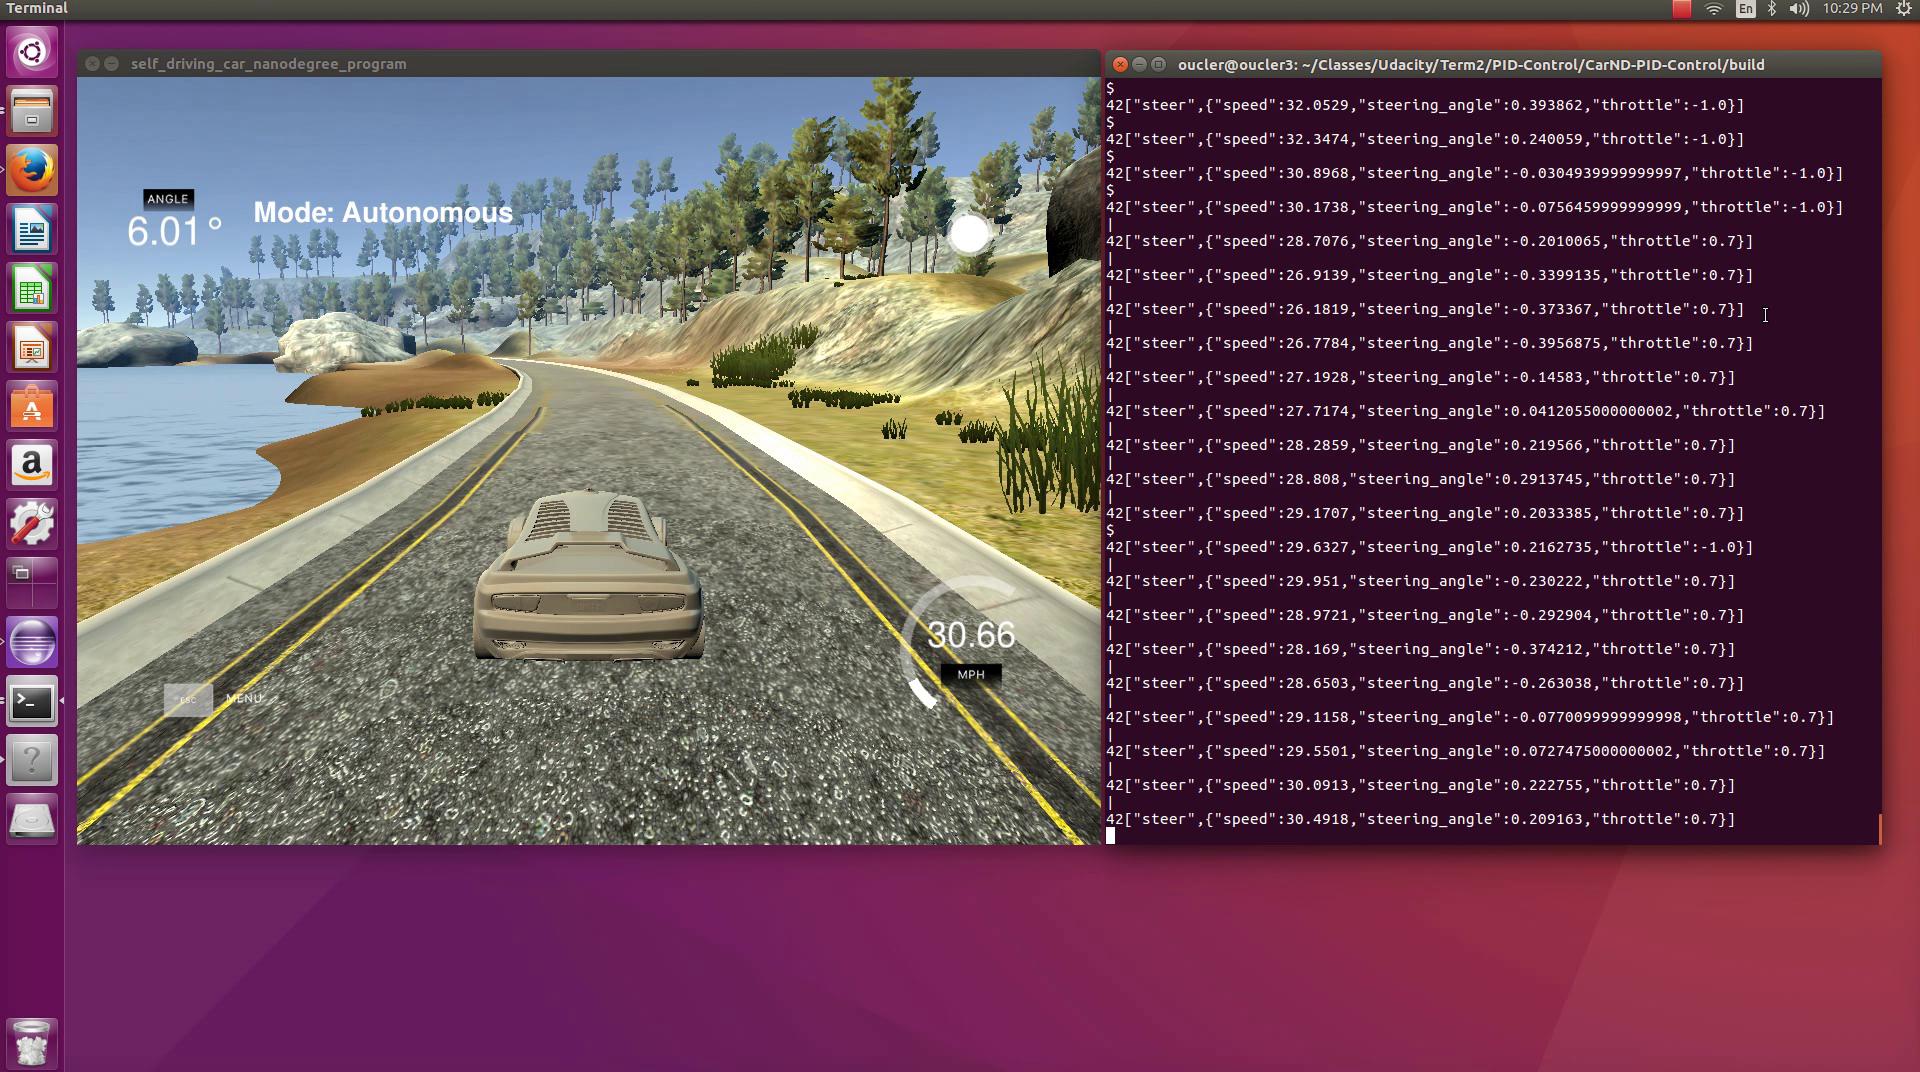 Terminal
En
10:29 PM
self_driving_car_nanodegree_program
ANGLE
6.01°
Mode: Autonomous
30.66
MPH
ESC
MENU
a
>_
?
oucler@oucler3: ~/Classes/Udacity/Term2/PID-Control/CarND-PID-Control/build
$
42["steer",{"speed":32.0529,"steering_angle":0.393862,"throttle":-1.0}]
$
42["steer",{"speed":32.3474,"steering_angle":0.240059,"throttle":-1.0}]
$
42["steer",{"speed":30.8968,"steering_angle":-0.0304939999999997,"throttle":-1.0}]
$
42["steer",{"speed":30.1738,"steering_angle":-0.0756459999999999,"throttle":-1.0}]
|
42["steer",{"speed":28.7076,"steering_angle":-0.2010065,"throttle":0.7}]
|
42["steer",{"speed":26.9139,"steering_angle":-0.3399135,"throttle":0.7}]
|
42["steer",{"speed":26.1819,"steering_angle":-0.373367,"throttle":0.7}]
|
42["steer",{"speed":26.7784,"steering_angle":-0.3956875,"throttle":0.7}]
|
42["steer",{"speed":27.1928,"steering_angle":-0.14583,"throttle":0.7}]
|
42["steer",{"speed":27.7174,"steering_angle":0.0412055000000002,"throttle":0.7}]
|
42["steer",{"speed":28.2859,"steering_angle":0.219566,"throttle":0.7}]
|
42["steer",{"speed":28.808,"steering_angle":0.2913745,"throttle":0.7}]
|
42["steer",{"speed":29.1707,"steering_angle":0.2033385,"throttle":0.7}]
$
42["steer",{"speed":29.6327,"steering_angle":0.2162735,"throttle":-1.0}]
|
42["steer",{"speed":29.951,"steering_angle":-0.230222,"throttle":0.7}]
|
42["steer",{"speed":28.9721,"steering_angle":-0.292904,"throttle":0.7}]
|
42["steer",{"speed":28.169,"steering_angle":-0.374212,"throttle":0.7}]
|
42["steer",{"speed":28.6503,"steering_angle":-0.263038,"throttle":0.7}]
|
42["steer",{"speed":29.1158,"steering_angle":-0.0770099999999998,"throttle":0.7}]
|
42["steer",{"speed":29.5501,"steering_angle":0.0727475000000002,"throttle":0.7}]
|
42["steer",{"speed":30.0913,"steering_angle":0.222755,"throttle":0.7}]
|
42["steer",{"speed":30.4918,"steering_angle":0.209163,"throttle":0.7}]